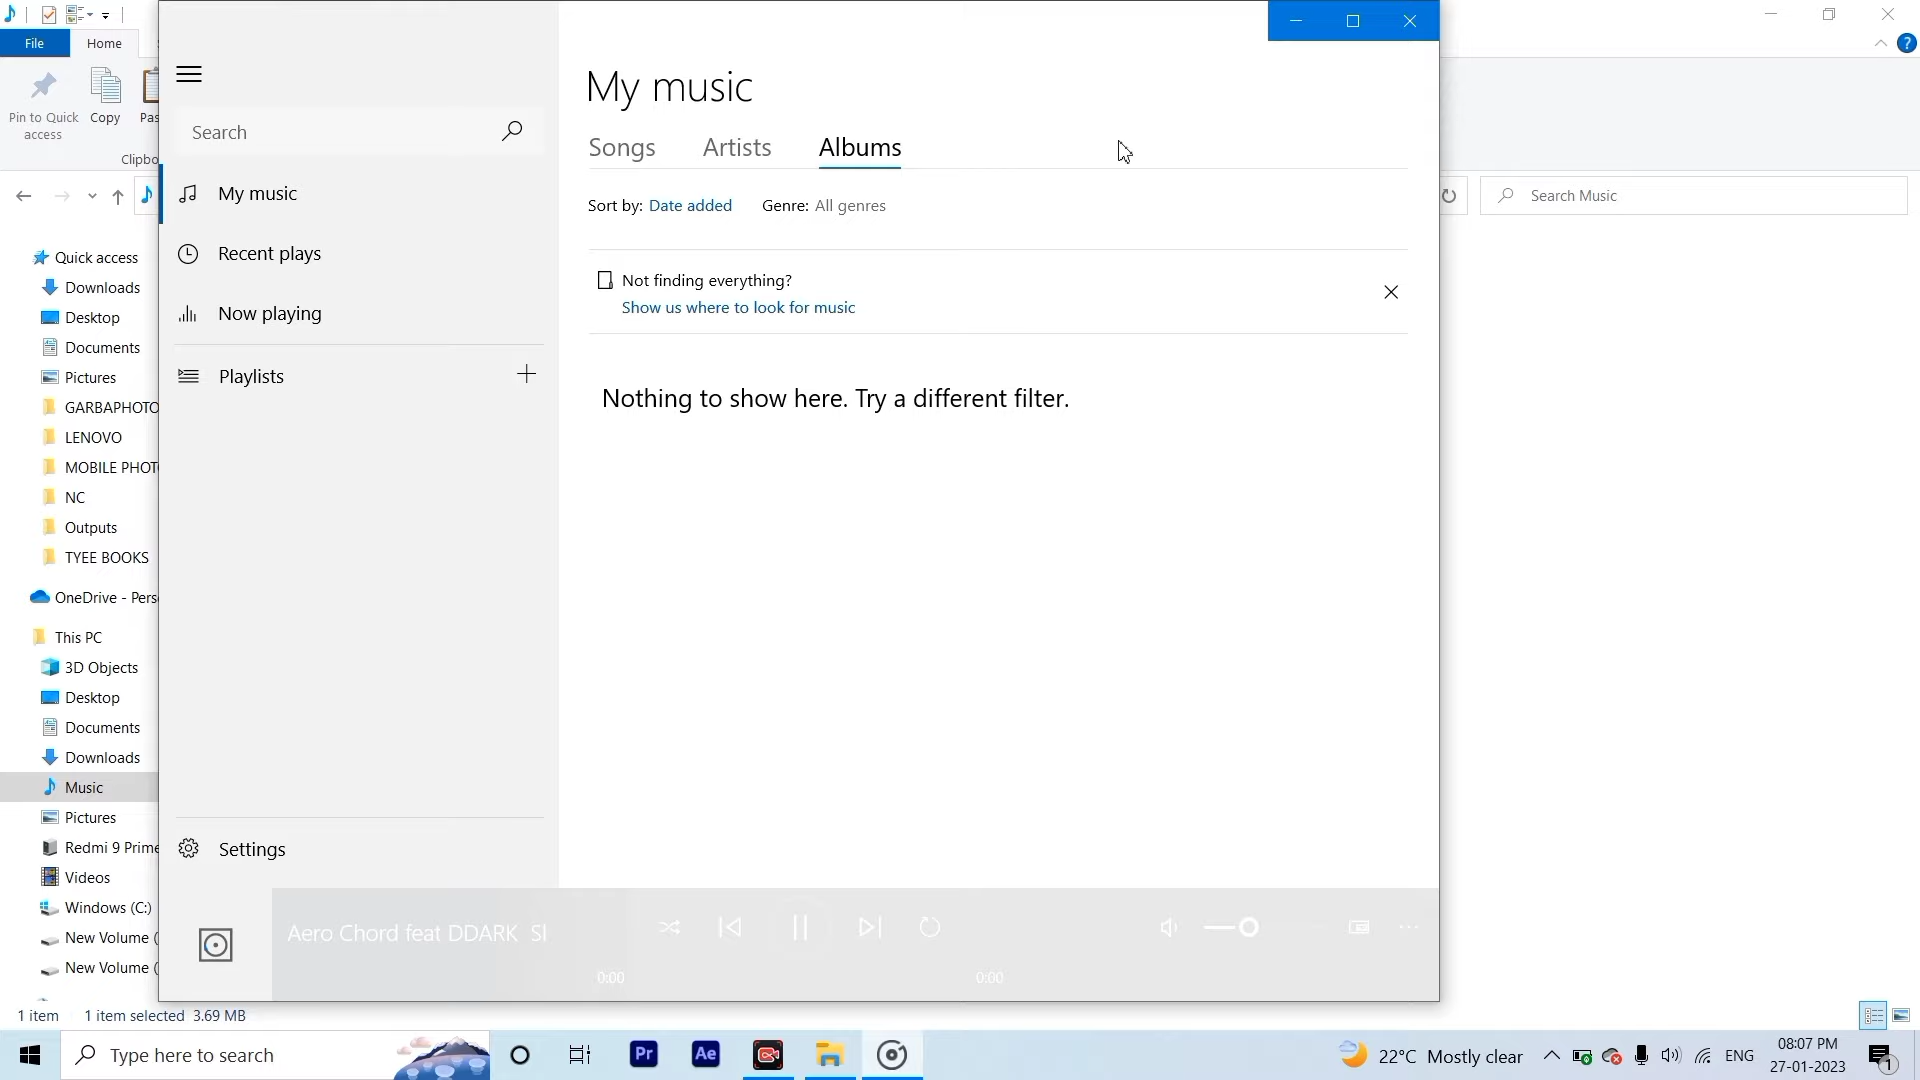 File
Home
Pin to Quick
access
Copy
Pas
Clipbo
Search Music
Quick access
Downloads
Desktop
Documents
Pictures
GARBAPHOTO
LENOVO
MOBILE PHOT
NC
Outputs
TYEE BOOKS
OneDrive - Pers
This PC
3D Objects
Desktop
Documents
Downloads
Music
Pictures
Redmi 9 Prime
Videos
Windows (C:)
New Volume (
New Volume (
1 item 1 item selected 3.69 MB
Search
My music
Recent plays
Now playing
Playlists
Settings
My music
Songs Artists Albums
Sort by: Date added Genre: All genres
Not finding everything?
Show us where to look for music
Nothing to show here. Try a different filter.
Aero Chord feat DDARK
0:00 0:00
Type here to search
Pr
Ae
22°C Mostly clear
ENG
08:07 PM
27-01-2023
1